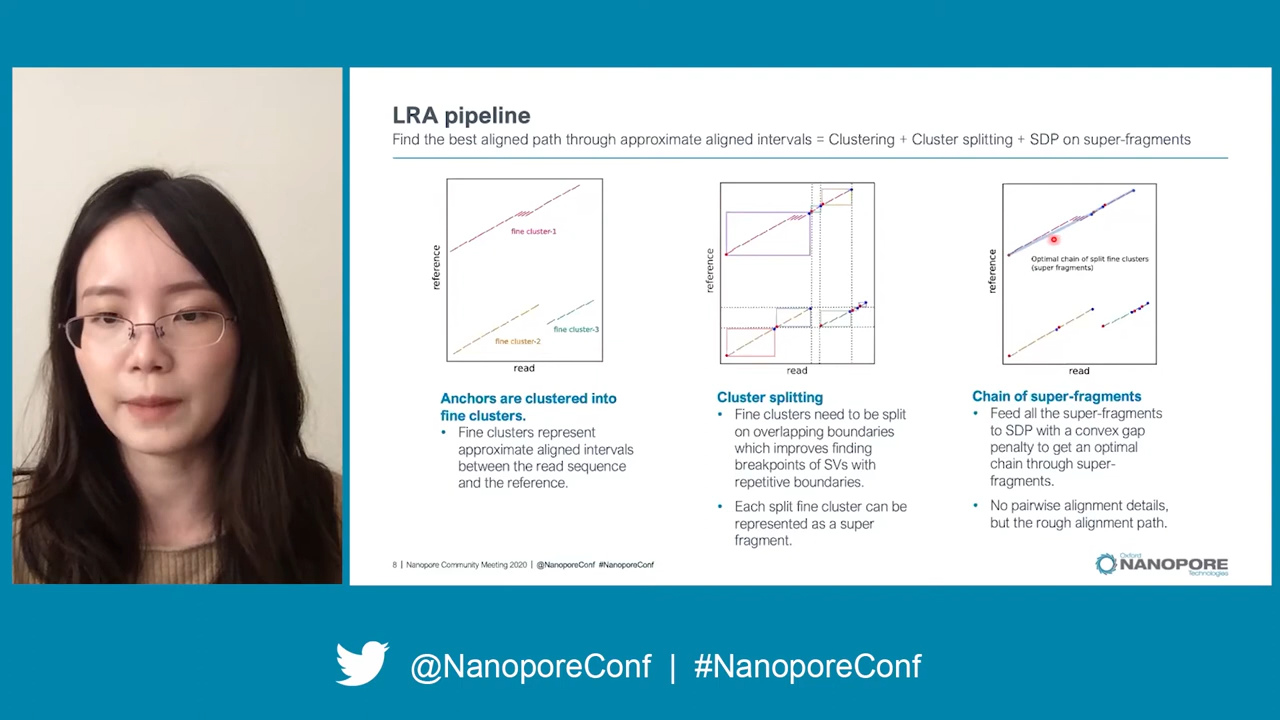 LRA pipeline
Find the best aligned path through approximate aligned intervals = Clustering + Cluster splitting + SDP on super-fragments
reference
fine cluster-1
fine cluster-2
fine cluster-3
read
Anchors are clustered into
fine clusters.
• Fine clusters represent
approximate aligned intervals
between the read sequence
and the reference.
reference
read
Cluster splitting
• Fine clusters need to be split
on overlapping boundaries
which improves finding
breakpoints of SVs with
repetitive boundaries.
• Each split fine cluster can be
represented as a super
fragment.
reference
Optimal chain of split fine clusters
(super fragments)
read
Chain of super-fragments
• Feed all the super-fragments
to SDP with a convex gap
penalty to get an optimal
chain through super-
fragments.
• No pairwise alignment details,
but the rough alignment path.
8 | Nanopore Community Meeting 2020 | @NanoporeConf #NanoporeConf
Oxford
NANOPORE
Technologies
@NanoporeConf | #NanoporeConf